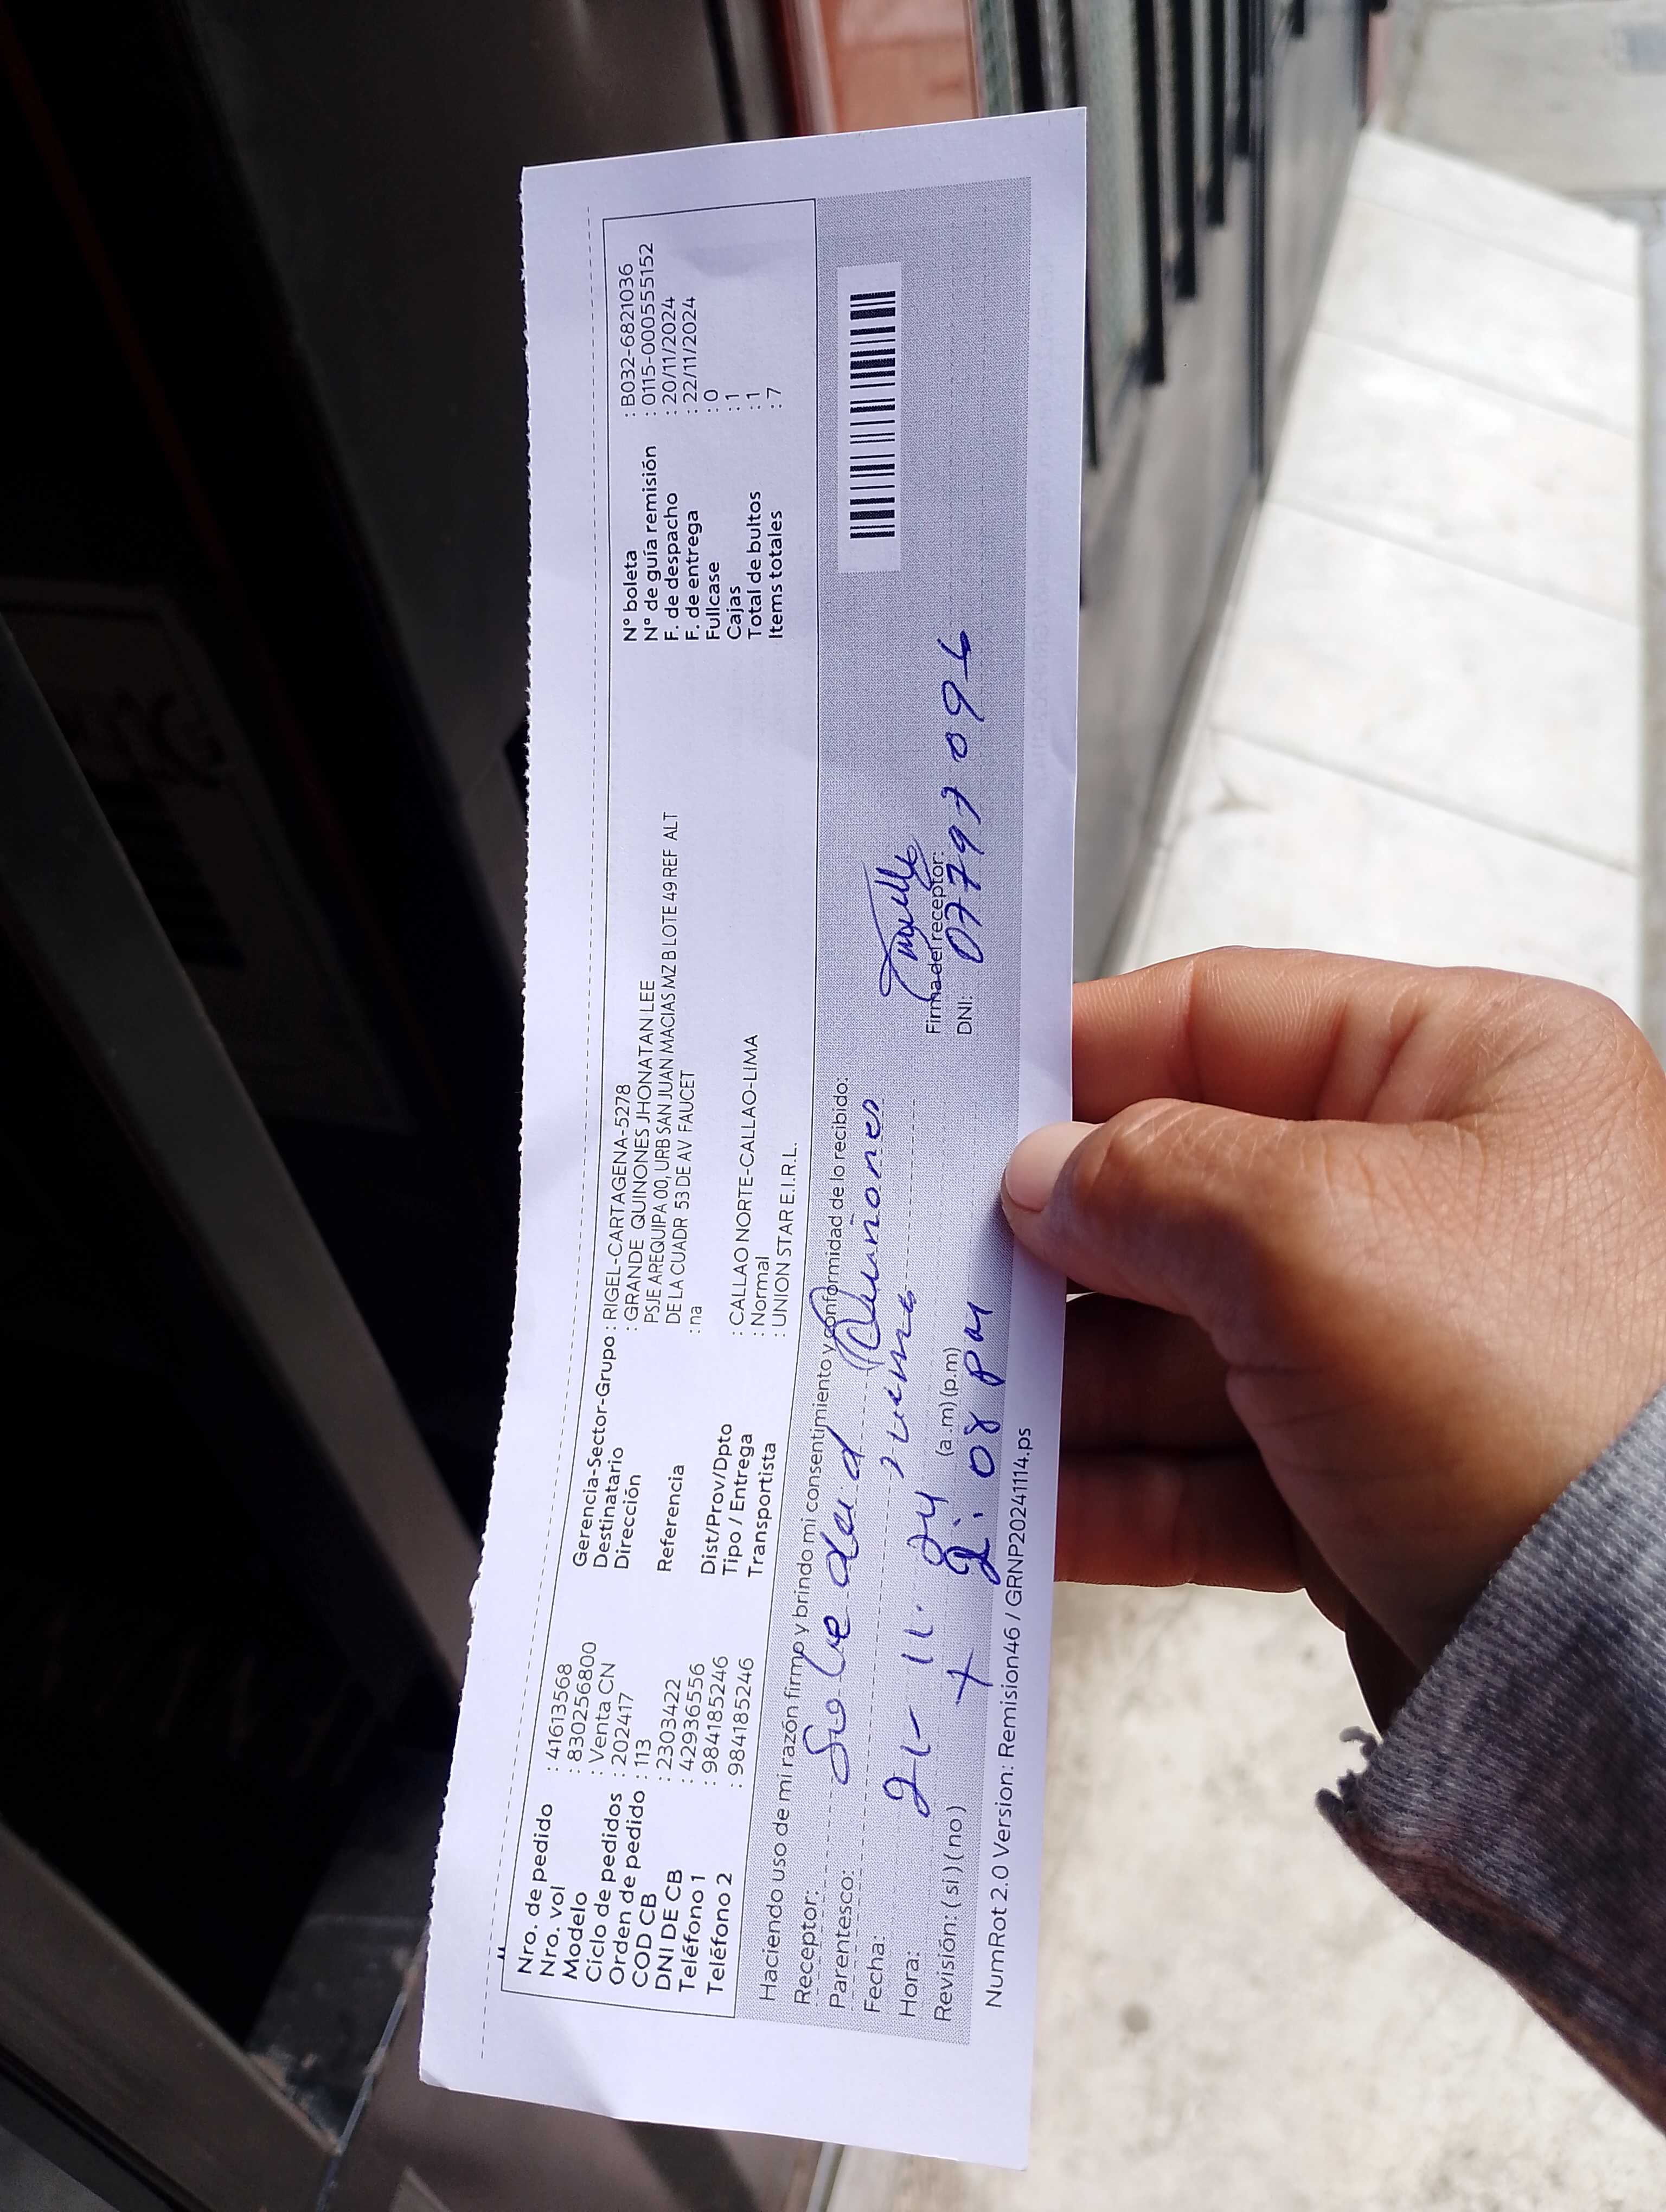 Nro. de pedido : 41613568
Nro. vol : 8302256800
Modelo : Venta CN
Ciclo de pedidos : 202417
Orden de pedido : 113
COD CB : 2303422
DNI DE CB : 42936556
Teléfono 1 : 984185246
Teléfono 2 : 984185246
Gerencia-Sector-Grupo : RIGEL-CARTAGENA-5278
Destinatario : GRANDE QUINONES JHONATAN LEE
Dirección PSJE AREQUIPA 00, URB SAN JUAN MACIAS MZ B LOTE 49 REF ALT
DE LA CUADR 53 DE AV FAUCET
Referencia : na
Dist/Prov/Dpto : CALLAO NORTE-CALLAO-LIMA
Tipo / Entrega : Normal
Transportista : UNION STAR E.I.R.L.
N° boleta : B032-6821036
N° de guía remisión : 0115-000555152
F. de despacho : 20/11/2024
F. de entrega : 22/11/2024
Fullcase : 0
Cajas : 1
Total de bultos : 1
Items totales : 7
Haciendo uso de mi razón firmo y brindo mi consentimiento y conformidad de lo recibido:
Receptor: Soledad Quiñones
Parentesco:
Fecha: 21- 11. 24
Hora: (a.m) (p.m) 2:08 PM
Revisión: (si) (no)
Firma del receptor:
DNI: 07797096
NumRot 2.0 Version: Remision46 / GRNP20241114.ps